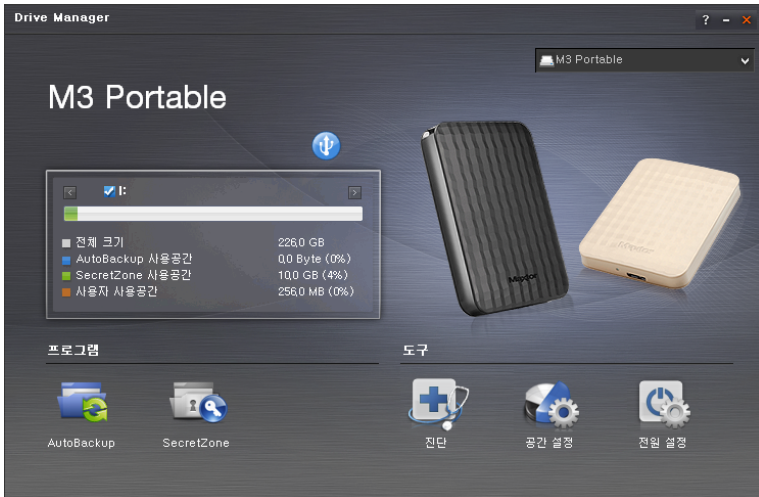 Drive Manager
? - ×
M3 Portable
M3 Portable
I:
전체 크기 226,0 GB
AutoBackup 사용공간 0,0 Byte (0%)
SecretZone 사용공간 10,0 GB (4%)
사용자 사용공간 256,0 MB (0%)
Maxtor
Maxtor
프로그램
도구
AutoBackup
SecretZone
진단
공간 설정
전원 설정